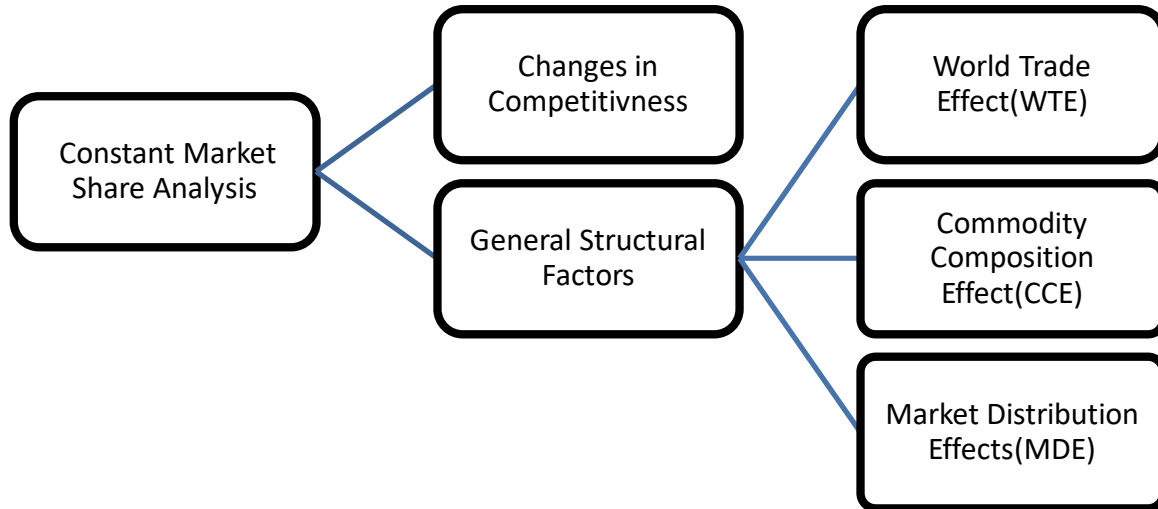 Constant Market
Share Analysis
Changes in
Competitivness
General Structural
Factors
World Trade
Effect(WTE)
Commodity
Composition
Effect(CCE)
Market Distribution
Effects(MDE)